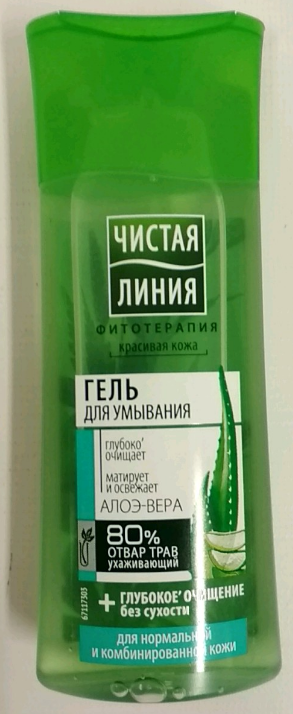 ЧИСТАЯ
ЛИНИЯ
ФИТОТЕРАПИЯ
красивая кожа
ГЕЛЬ
ДЛЯ УМЫВАНИЯ
глубоко*
очищает
матирует
и освежает
АЛОЭ-ВЕРА
80%
ОТВАР ТРАВ
ухаживающий
67117303
+ ГЛУБОКОЕ* ОЧИЩЕНИЕ
без сухости
для нормальной
и комбинированной кожи